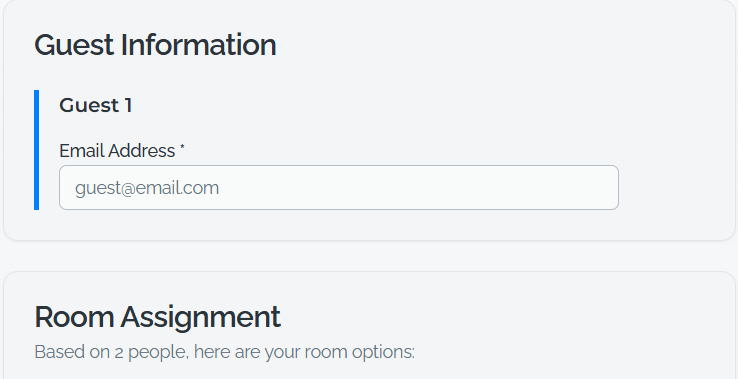 Guest Information
Guest 1
Email Address *
guest@email.com
Room Assignment
Based on 2 people, here are your room options: